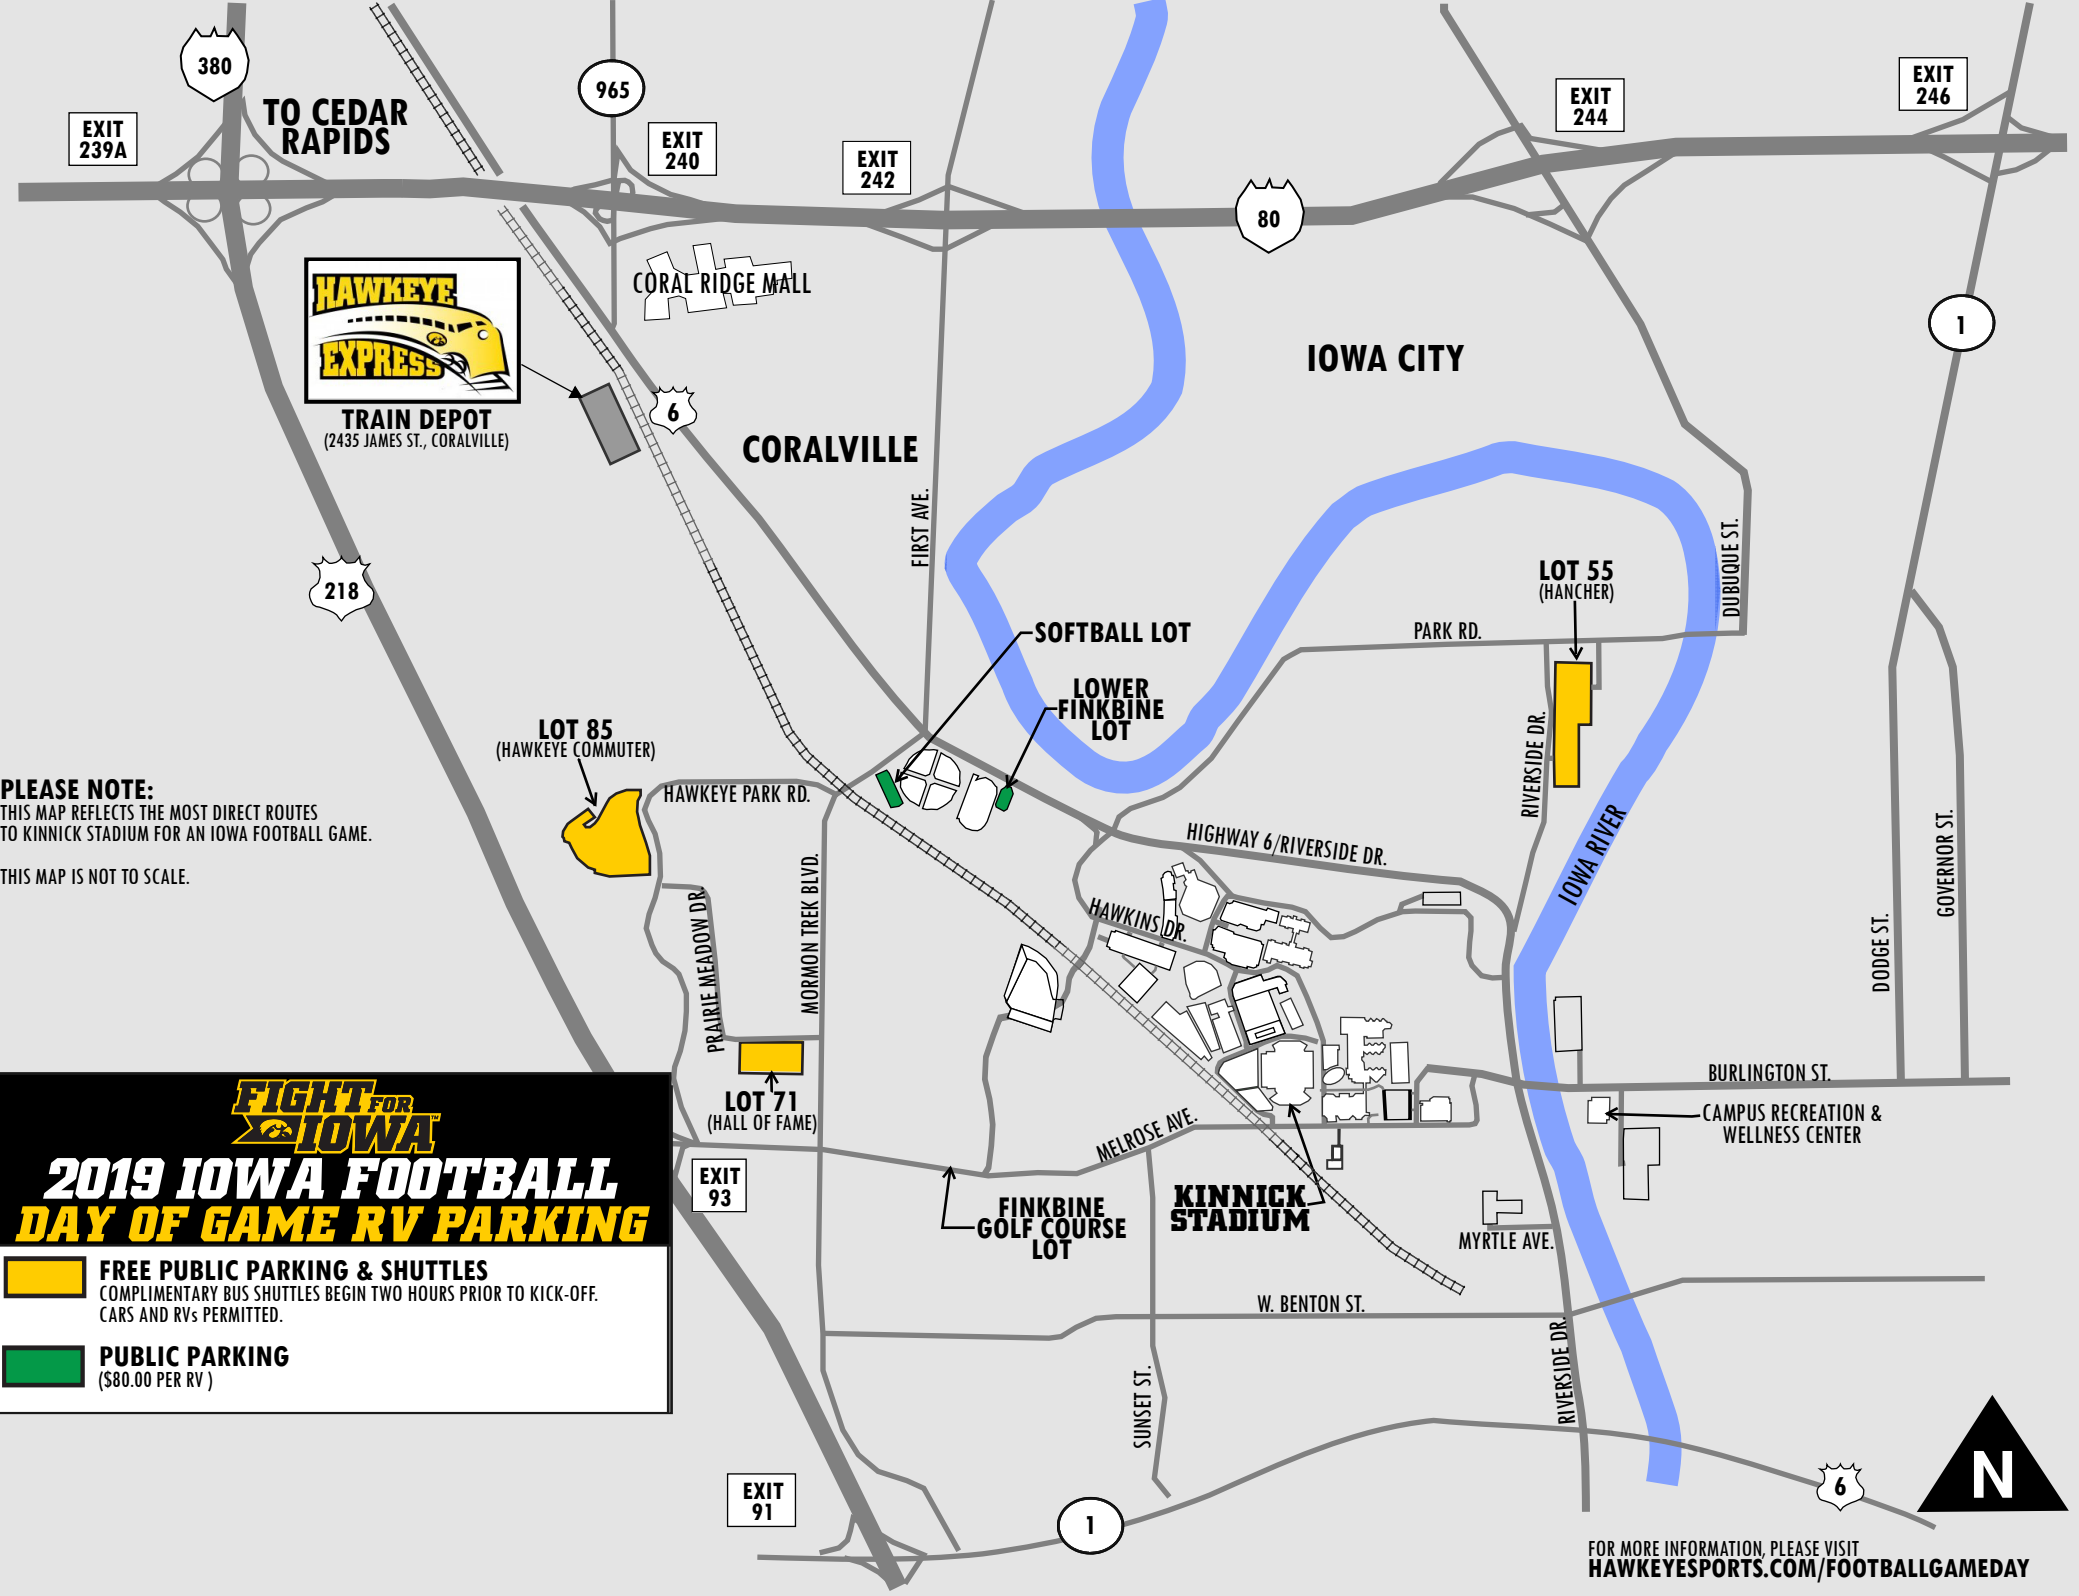 380
TO CEDAR
RAPIDS
EXIT
239A
965
EXIT
240
EXIT
242
EXIT
244
EXIT
246
80
1
CORAL RIDGE MALL
HAWKEYE
EXPRESS
TRAIN DEPOT
(2435 JAMES ST., CORALVILLE)
6
IOWA CITY
CORALVILLE
FIRST AVE.
218
DUBUQUE ST.
LOT 55
(HANCHER)
PARK RD.
SOFTBALL LOT
LOWER
FINKBINE
LOT
LOT 85
(HAWKEYE COMMUTER)
HAWKEYE PARK RD.
RIVERSIDE DR.
PLEASE NOTE:
THIS MAP REFLECTS THE MOST DIRECT ROUTES
TO KINNICK STADIUM FOR AN IOWA FOOTBALL GAME.
THIS MAP IS NOT TO SCALE.
HIGHWAY 6/RIVERSIDE DR.
IOWA RIVER
GOVERNOR ST.
DODGE ST.
HAWKINS DR.
PRAIRIE MEADOW DR.
MORMON TREK BLVD.
LOT 71
(HALL OF FAME)
BURLINGTON ST.
CAMPUS RECREATION &
WELLNESS CENTER
MELROSE AVE.
EXIT
93
FINKBINE
GOLF COURSE
LOT
KINNICK
STADIUM
MYRTLE AVE.
W. BENTON ST.
RIVERSIDE DR.
SUNSET ST.
FIGHT FOR
IOWA™
2019 IOWA FOOTBALL
DAY OF GAME RV PARKING
FREE PUBLIC PARKING & SHUTTLES
COMPLIMENTARY BUS SHUTTLES BEGIN TWO HOURS PRIOR TO KICK-OFF.
CARS AND RVs PERMITTED.
PUBLIC PARKING
($80.00 PER RV )
EXIT
91
1
6
N
FOR MORE INFORMATION, PLEASE VISIT
HAWKEYESPORTS.COM/FOOTBALLGAMEDAY